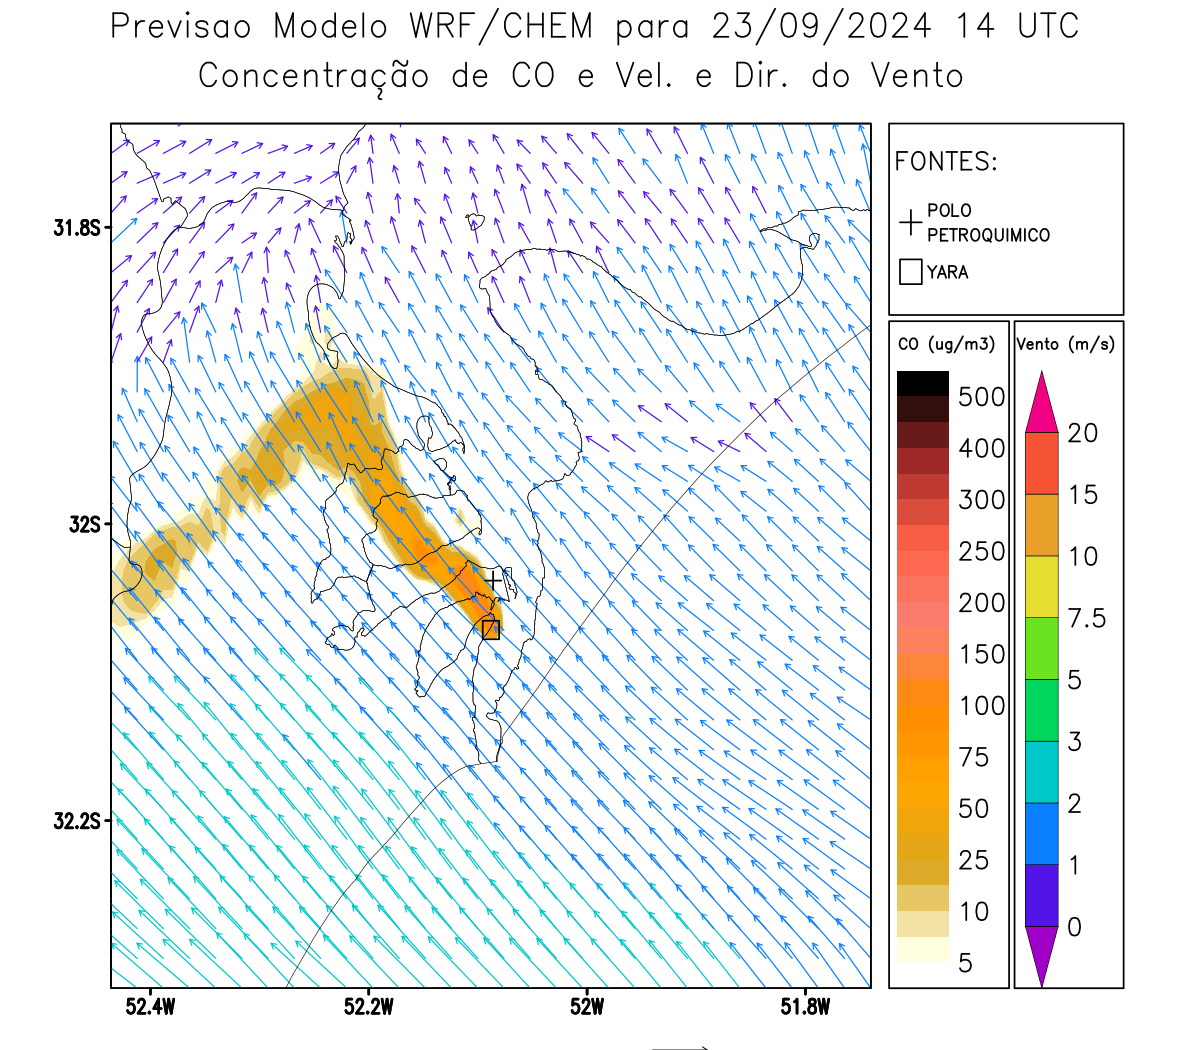 Previsao Modelo WRF/CHEM para 23/09/2024 14 UTC
Concentração de CO e Vel. e Dir. do Vento
FONTES:
POLO
PETROQUIMICO
YARA
CO (ug/m3)
500
400
300
250
200
150
100
75
50
25
10
5
Vento (m/s)
20
15
10
7.5
5
3
2
1
0
31.8S
32S
32.2S
52.4W
52.2W
52W
51.8W